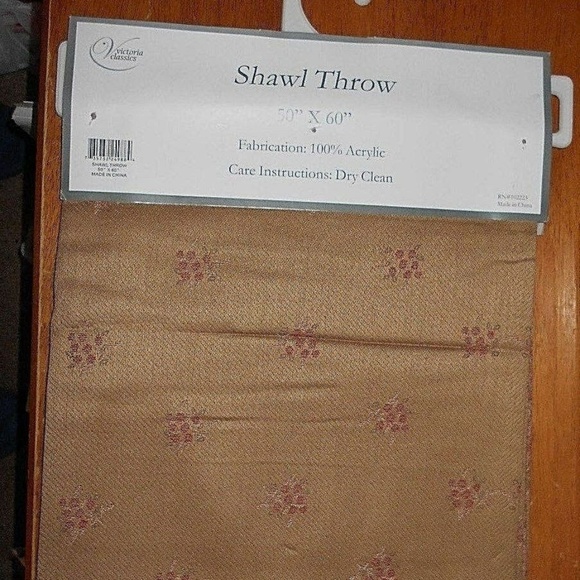 victoria
classics
Shawl Throw
50" X 60"
Fabrication: 100% Acrylic
Care Instructions: Dry Clean
SHAWL THROW
50" X 60"
MADE IN CHINA
Made in China